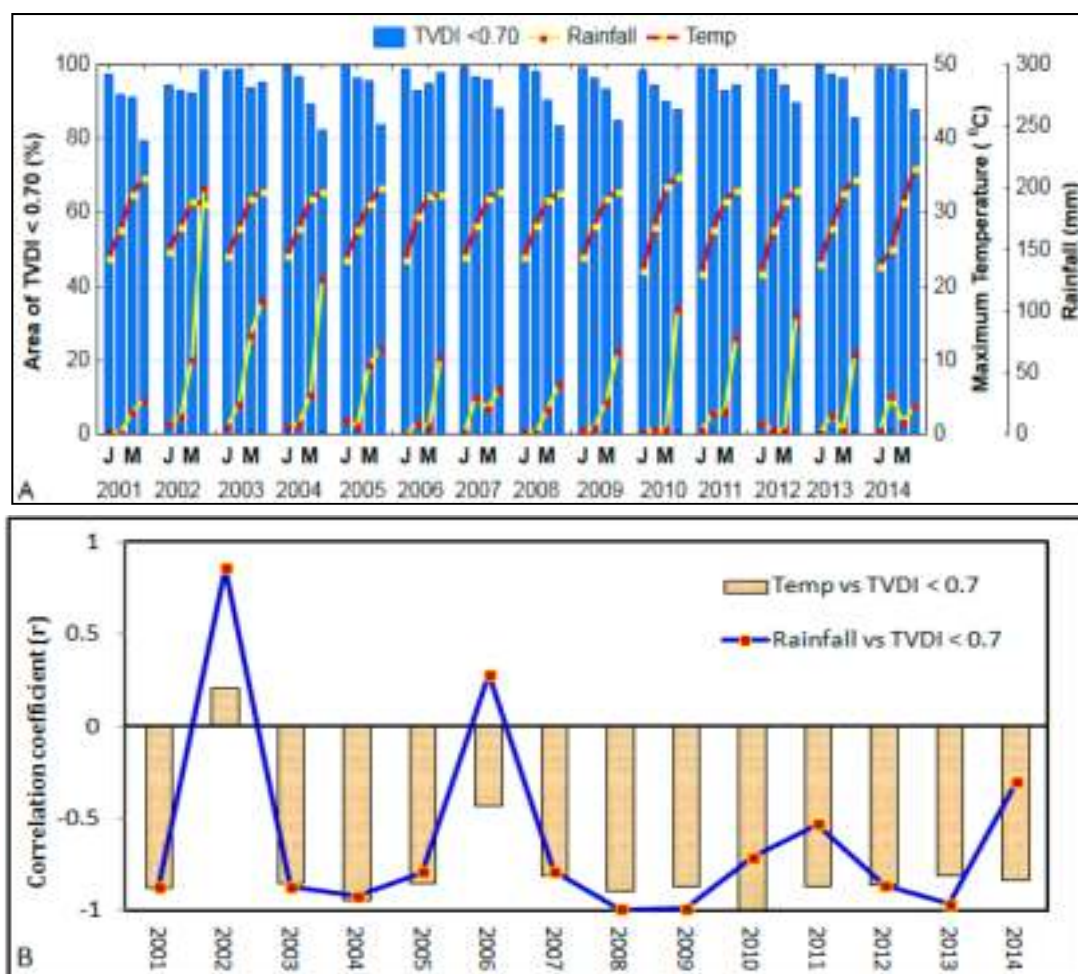 TVDI <0.70 Rainfall Temp
Area of TVDI < 0.70 (%)
100
80
60
40
20
0
50
40
30
20
10
0
Maximum Temperature ( ⁰C)
300
250
200
150
100
50
0
Rainfall (mm)
J M J M J M J M J M J M J M J M J M J M J M J M J M J M
2001 2002 2003 2004 2005 2006 2007 2008 2009 2010 2011 2012 2013 2014
A
Correlation coefficient (r)
1
0.5
0
-0.5
-1
Temp vs TVDI < 0.7
Rainfall vs TVDI < 0.7
2001 2002 2003 2004 2005 2006 2007 2008 2009 2010 2011 2012 2013 2014
B